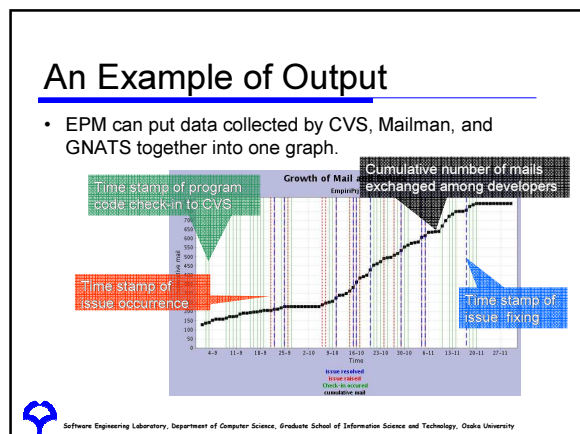 An Example of Output
• EPM can put data collected by CVS, Mailman, and
GNATS together into one graph.
Growth of Mail a
EmpiriPrj
Time stamp of program
code check-in to CVS
Cumulative number of mails
exchanged among developers
Time stamp of
issue occurrence
Time stamp of
issue fixing
700
650
600
550
500
450
400
350
300
250
200
150
100
50
0
4-9 11-9 18-9 25-9 2-10 9-10 16-10 23-10 30-10 6-11 13-11 20-11 27-11
Time
issue resolved
issue raised
Check-in occured
cumulative mail
Software Engineering Laboratory, Department of Computer Science, Graduate School of Information Science and Technology, Osaka University